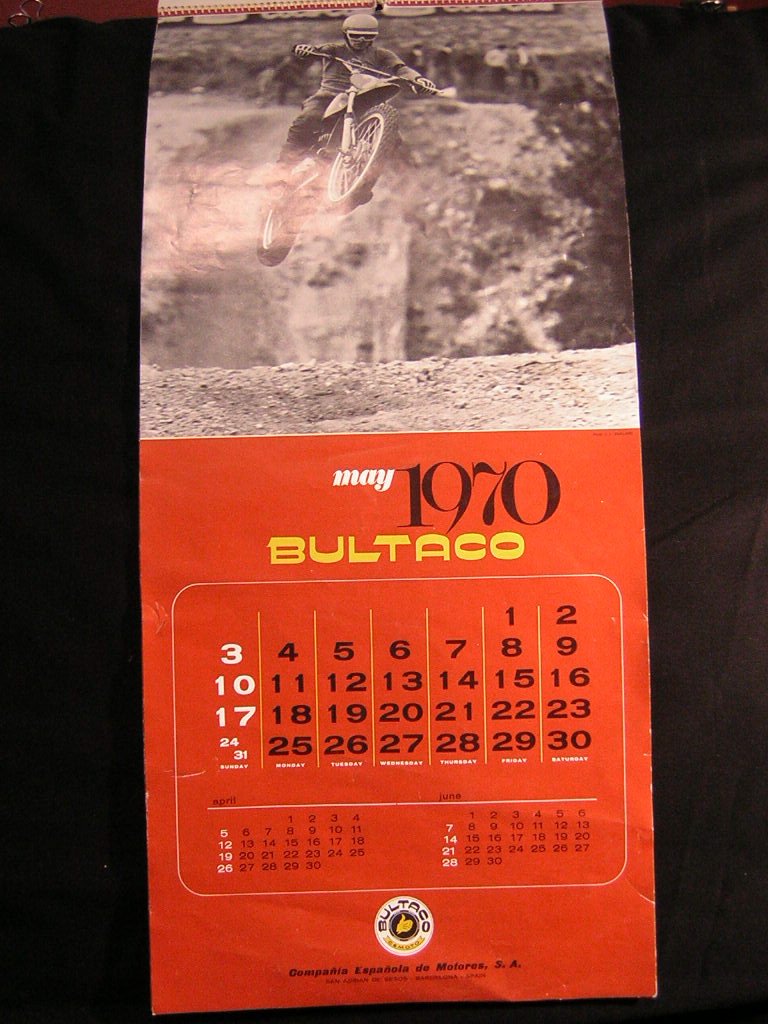 may 1970
BULTACO
1 2
3 4 5 6 7 8 9
10 11 12 13 14 15 16
17 18 19 20 21 22 23
24 31 25 26 27 28 29 30
SUNDAY MONDAY TUESDAY WEDNESDAY THURSDAY FRIDAY SATURDAY
april
1 2 3 4
5 6 7 8 9 10 11
12 13 14 15 16 17 18
19 20 21 22 23 24 25
26 27 28 29 30
june
1 2 3 4 5 6
7 8 9 10 11 12 13
14 15 16 17 18 19 20
21 22 23 24 25 26 27
28 29 30
BULTACO
CEMOTO
Compañia Española de Motores, S. A.
SAN ADRIAN DE BESOS - BARCELONA - SPAIN